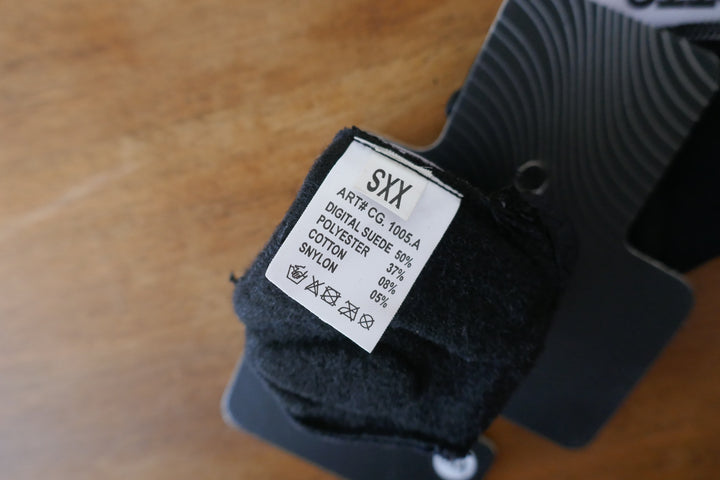 SXX
ART# CG. 1005.A
DIGITAL SUEDE 50%
POLYESTER 37%
COTTON 08%
SNYLON 05%